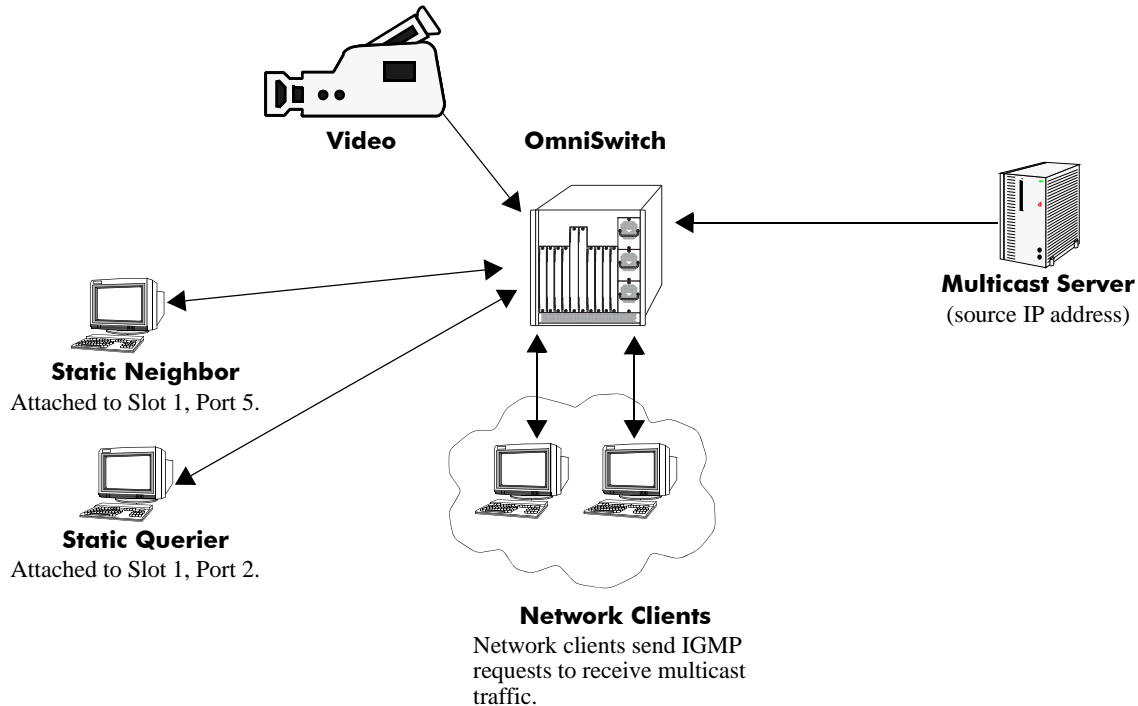 Video
OmniSwitch
Multicast Server
(source IP address)
Static Neighbor
Attached to Slot 1, Port 5.
Static Querier
Attached to Slot 1, Port 2.
Network Clients
Network clients send IGMP
requests to receive multicast
traffic.